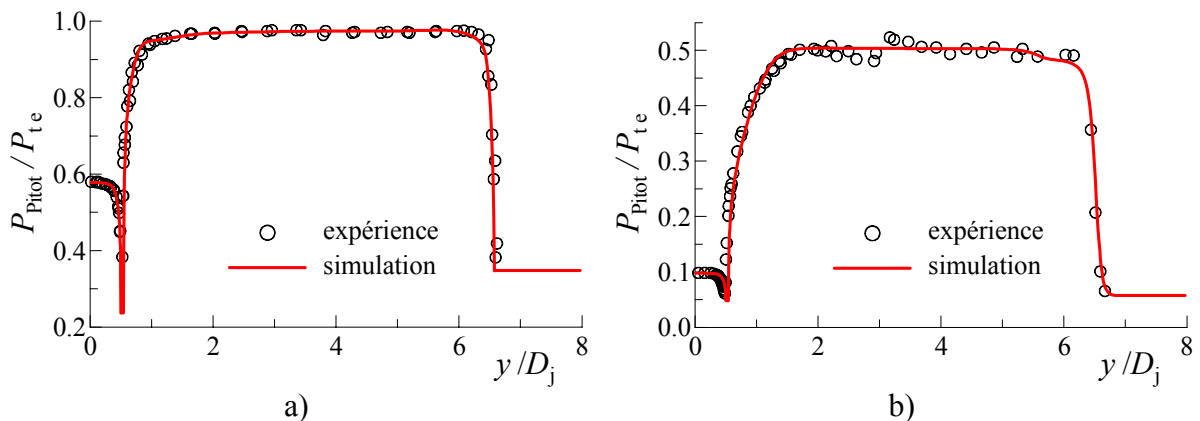 1.0
0.8
0.6
0.4
0.2
P_Pitot / P_t e
expérience
simulation
0 2 4 6 8
y / D_j
a)
0.5
0.4
0.3
0.2
0.1
0.0
P_Pitot / P_t e
expérience
simulation
0 2 4 6 8
y / D_j
b)